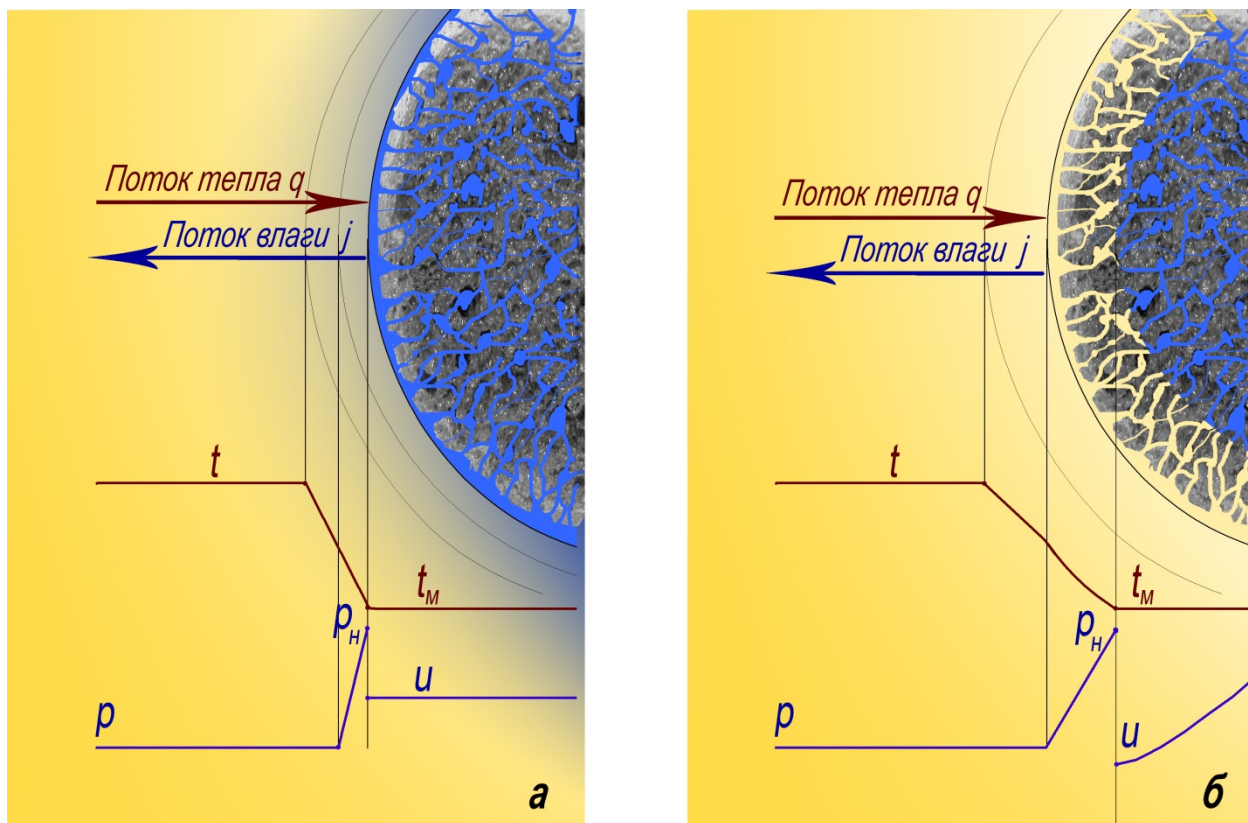 Поток тепла q
Поток влаги j
t
tм
pн
u
p
а
Поток тепла q
Поток влаги j
t
tм
pн
p
u
б